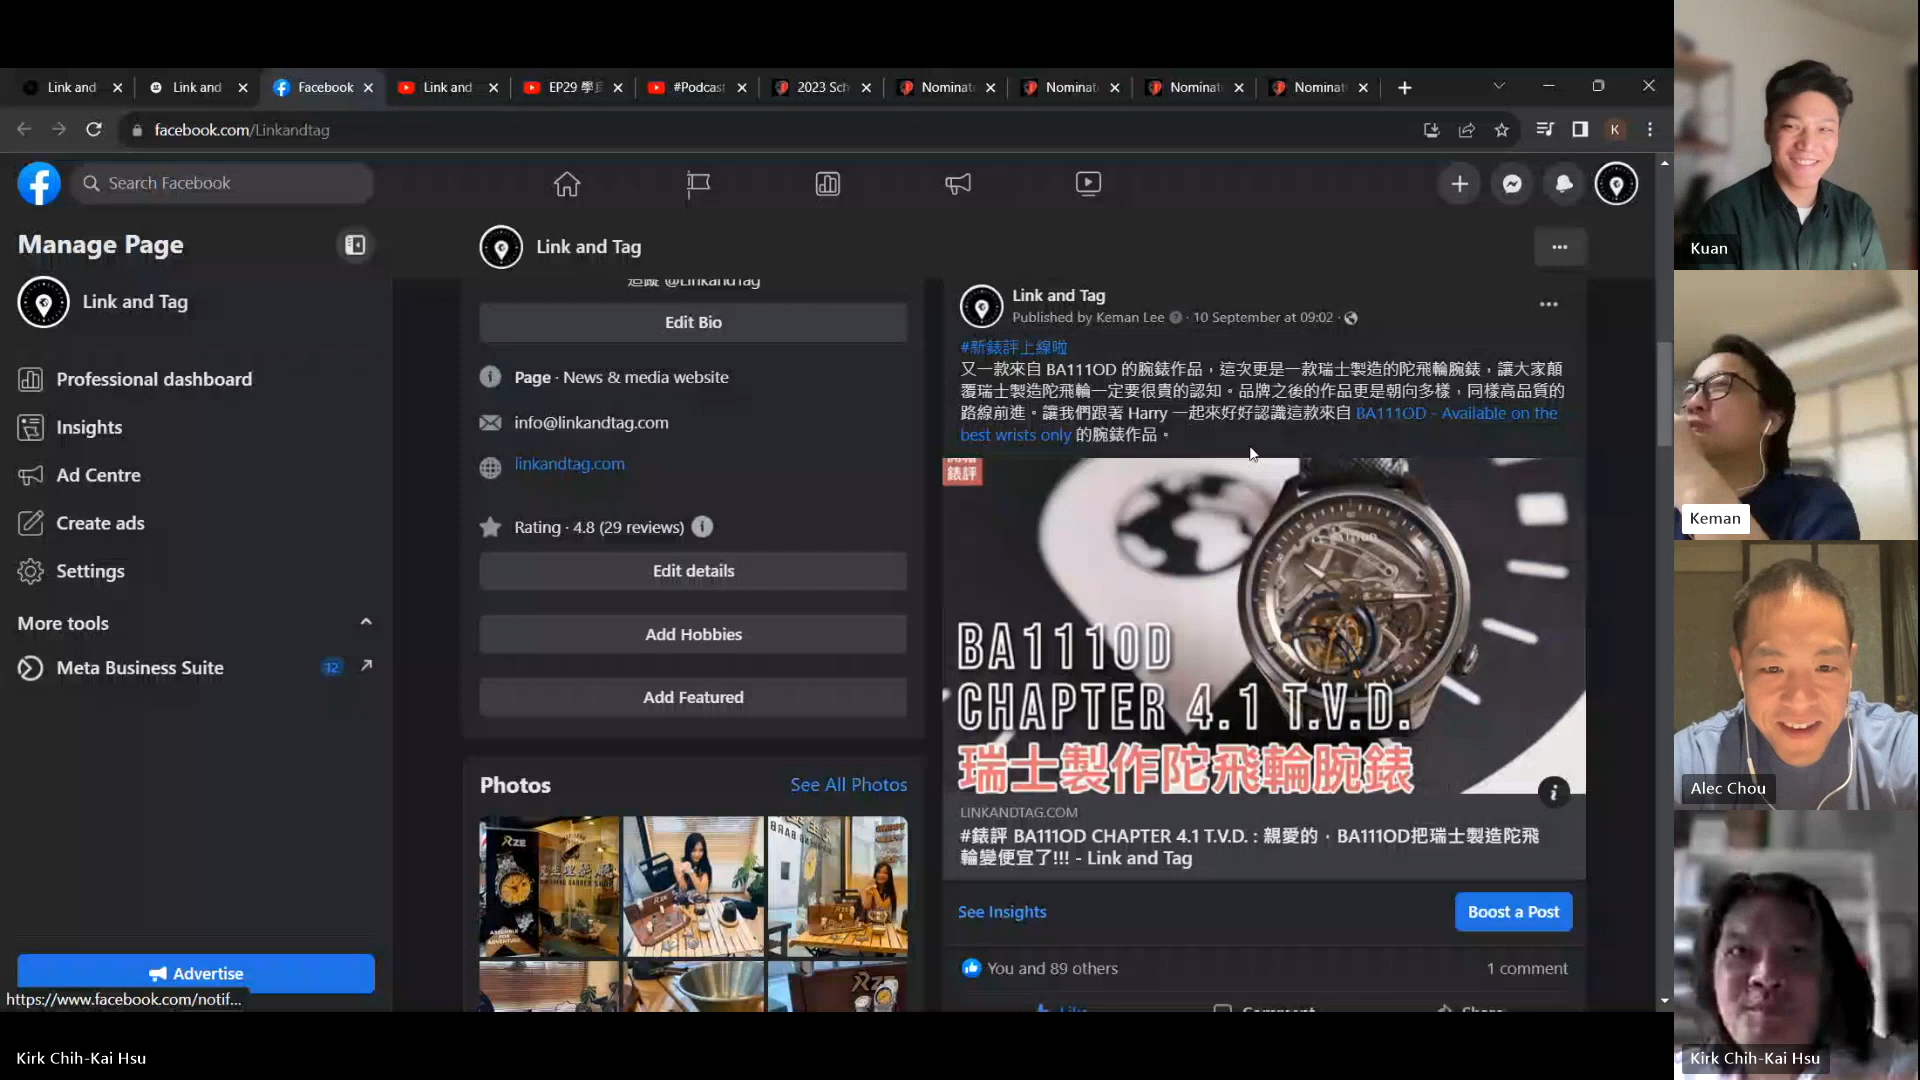 Link and
Link and
Facebook
Link and
EP29 學
#Podcast
2023 Sch
Nominat
Nominat
Nominat
Nominat
facebook.com/Linkandtag
K
Search Facebook
Manage Page
Link and Tag
Professional dashboard
Insights
Ad Centre
Create ads
Settings
More tools
Meta Business Suite
12
Advertise
https://www.facebook.com/notif...
Link and Tag
追蹤 @LinkandTag
Edit Bio
Page · News & media website
info@linkandtag.com
linkandtag.com
Rating · 4.8 (29 reviews)
Edit details
Add Hobbies
Add Featured
Photos
See All Photos
RZE
RZE
Link and Tag
Published by Keman Lee · 10 September at 09:02 ·
#新錶評上線啦
又一款來自 BA111OD 的腕錶作品，這次更是一款瑞士製造的陀飛輪腕錶，讓大家顛
覆瑞士製造陀飛輪一定要很貴的認知。品牌之後的作品更是朝向多樣，同樣高品質的
路線前進。讓我們跟著 Harry 一起來好好認識這款來自 BA111OD - Available on the
best wrists only 的腕錶作品。
錶評
BA111OD
BA111OD
CHAPTER 4.1 T.V.D.
瑞士製作陀飛輪腕錶
LINKANDTAG.COM
#錶評 BA111OD CHAPTER 4.1 T.V.D. : 親愛的，BA111OD把瑞士製造陀飛
輪變便宜了!!! - Link and Tag
See Insights
Boost a Post
You and 89 others
1 comment
Like
Comment
Share
Kuan
Keman
Alec Chou
Kirk Chih-Kai Hsu
Kirk Chih-Kai Hsu